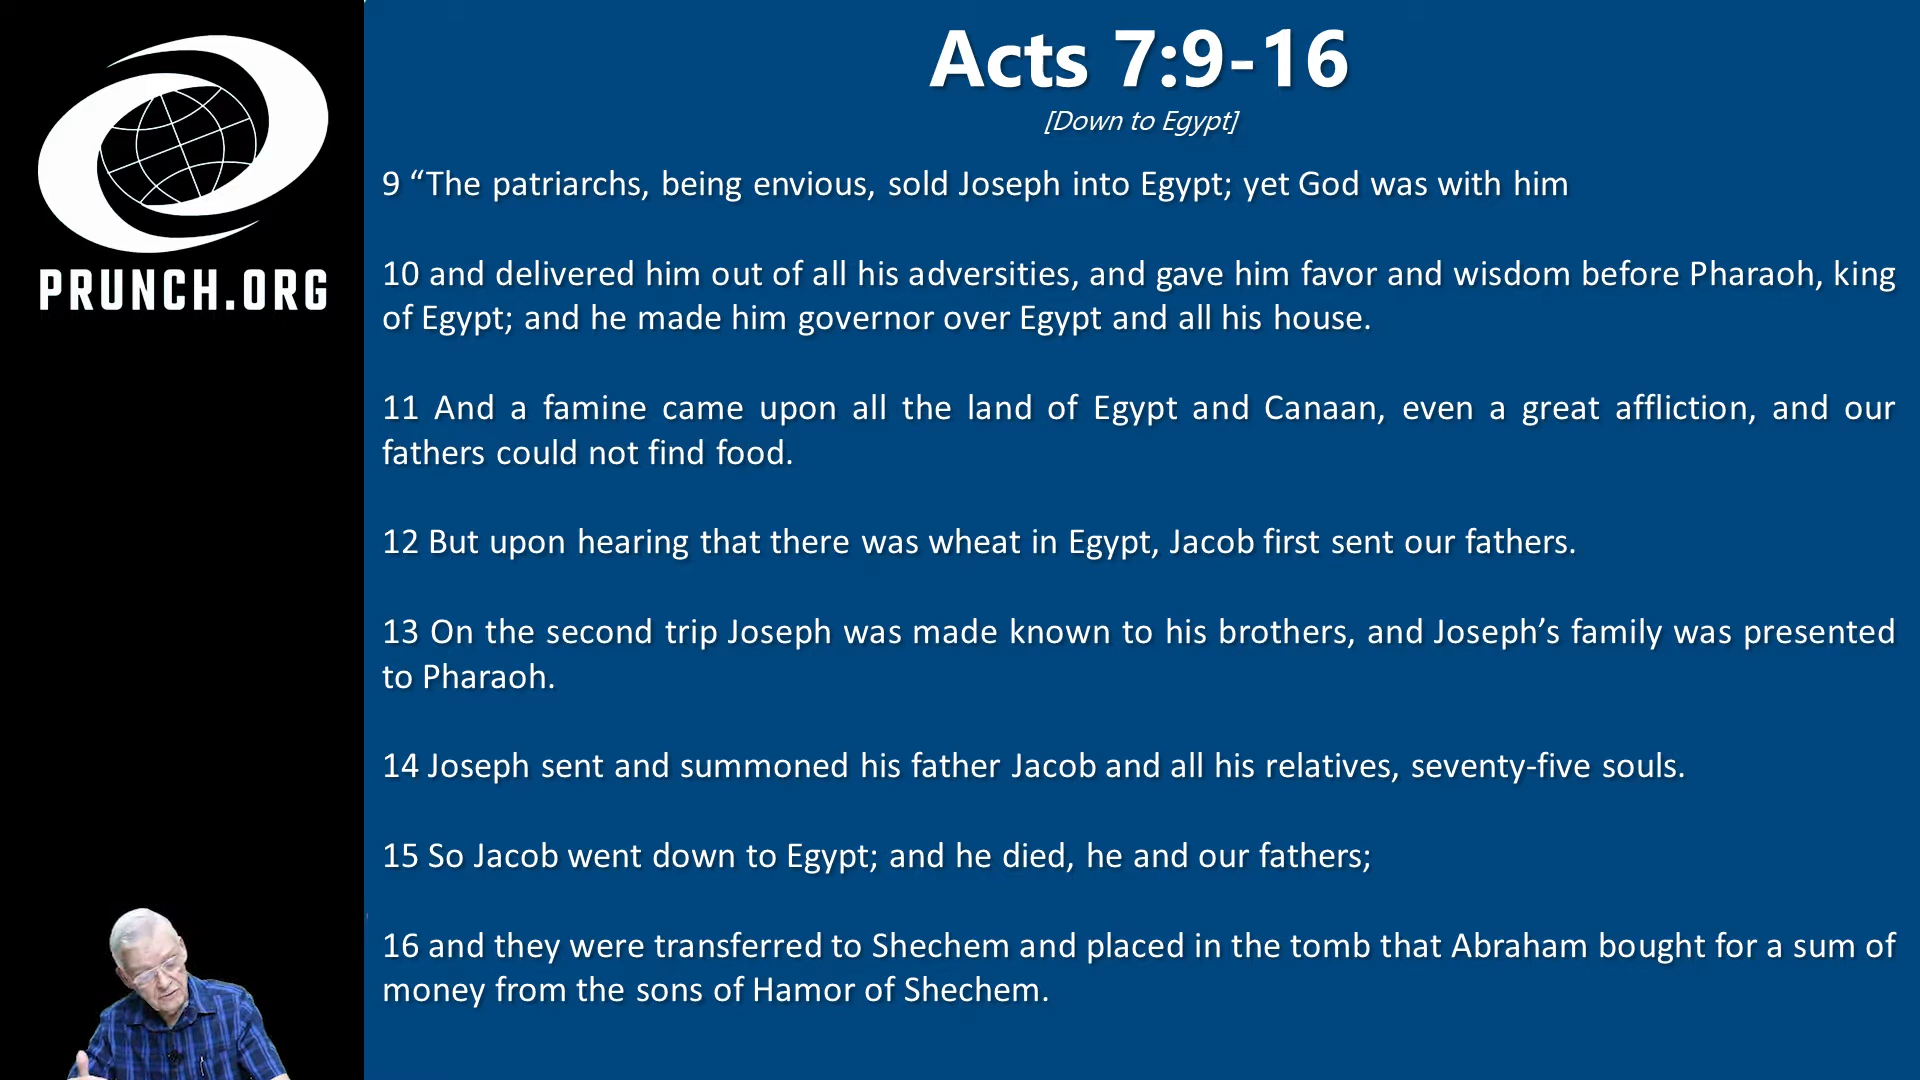 PRUNCH.ORG
Acts 7:9-16
[Down to Egypt]
9 “The patriarchs, being envious, sold Joseph into Egypt; yet God was with him
10 and delivered him out of all his adversities, and gave him favor and wisdom before Pharaoh, king
of Egypt; and he made him governor over Egypt and all his house.
11 And a famine came upon all the land of Egypt and Canaan, even a great affliction, and our
fathers could not find food.
12 But upon hearing that there was wheat in Egypt, Jacob first sent our fathers.
13 On the second trip Joseph was made known to his brothers, and Joseph’s family was presented
to Pharaoh.
14 Joseph sent and summoned his father Jacob and all his relatives, seventy-five souls.
15 So Jacob went down to Egypt; and he died, he and our fathers;
16 and they were transferred to Shechem and placed in the tomb that Abraham bought for a sum of
money from the sons of Hamor of Shechem.